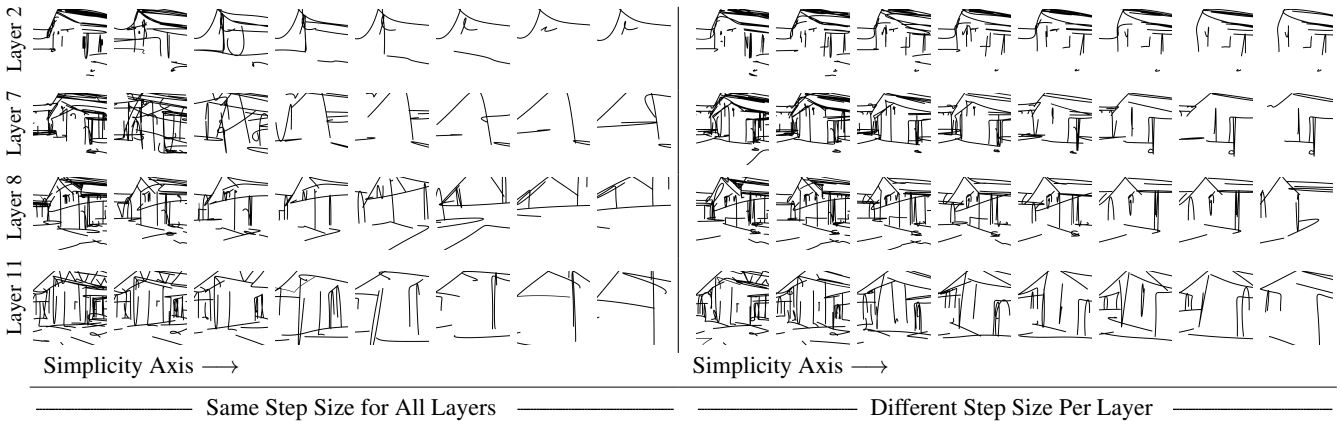 Layer 2
Layer 7
Layer 8
Layer 11
Simplicity Axis ⟶ Simplicity Axis ⟶
Same Step Size for All Layers Different Step Size Per Layer